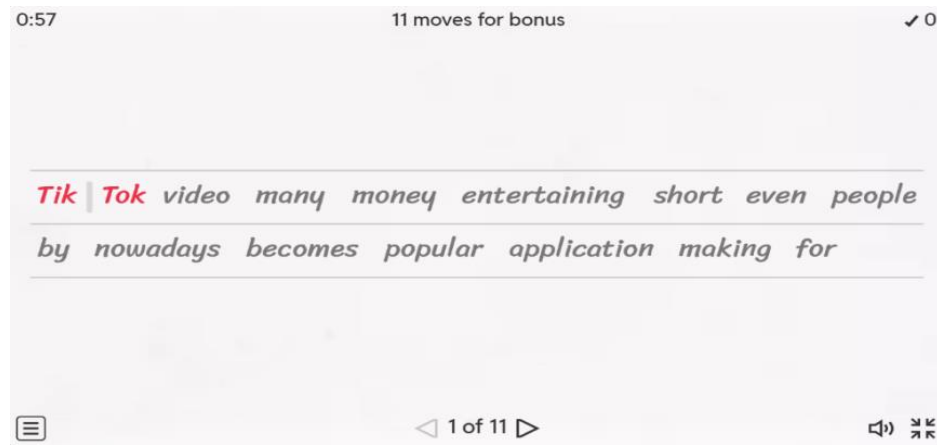 0:57 11 moves for bonus ✓ 0
Tik Tok video many money entertaining short even people
by nowadays becomes popular application making for
1 of 11